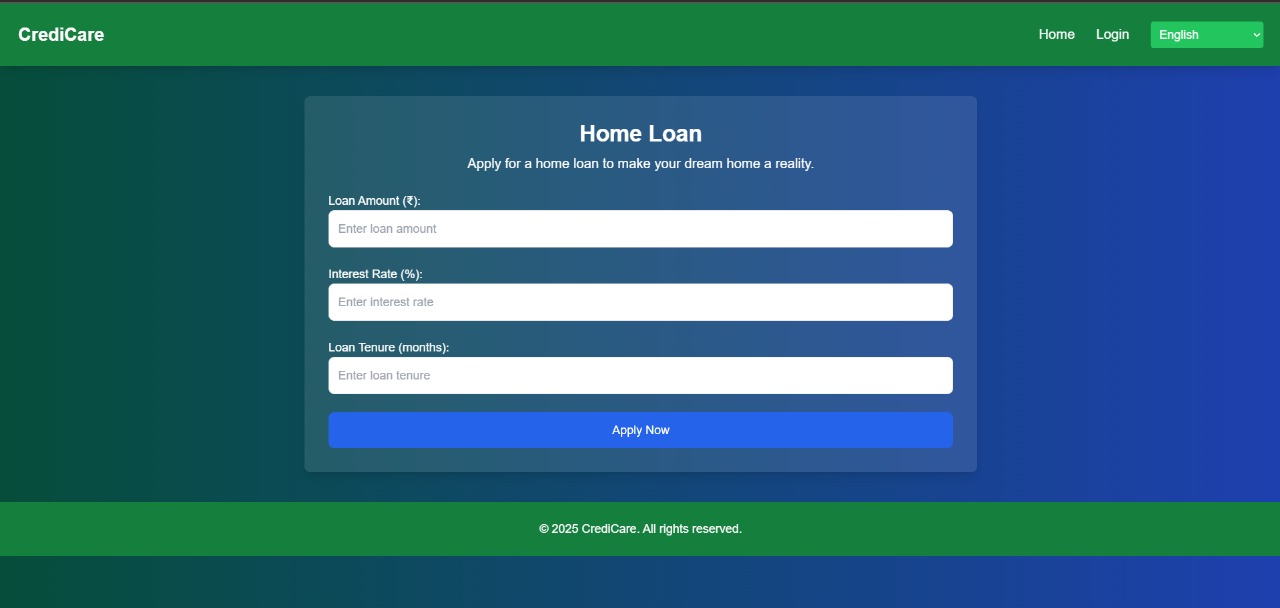 CrediCare
Home
Login
English
Home Loan
Apply for a home loan to make your dream home a reality.
Loan Amount (₹):
Enter loan amount
Interest Rate (%):
Enter interest rate
Loan Tenure (months):
Enter loan tenure
Apply Now
© 2025 CrediCare. All rights reserved.